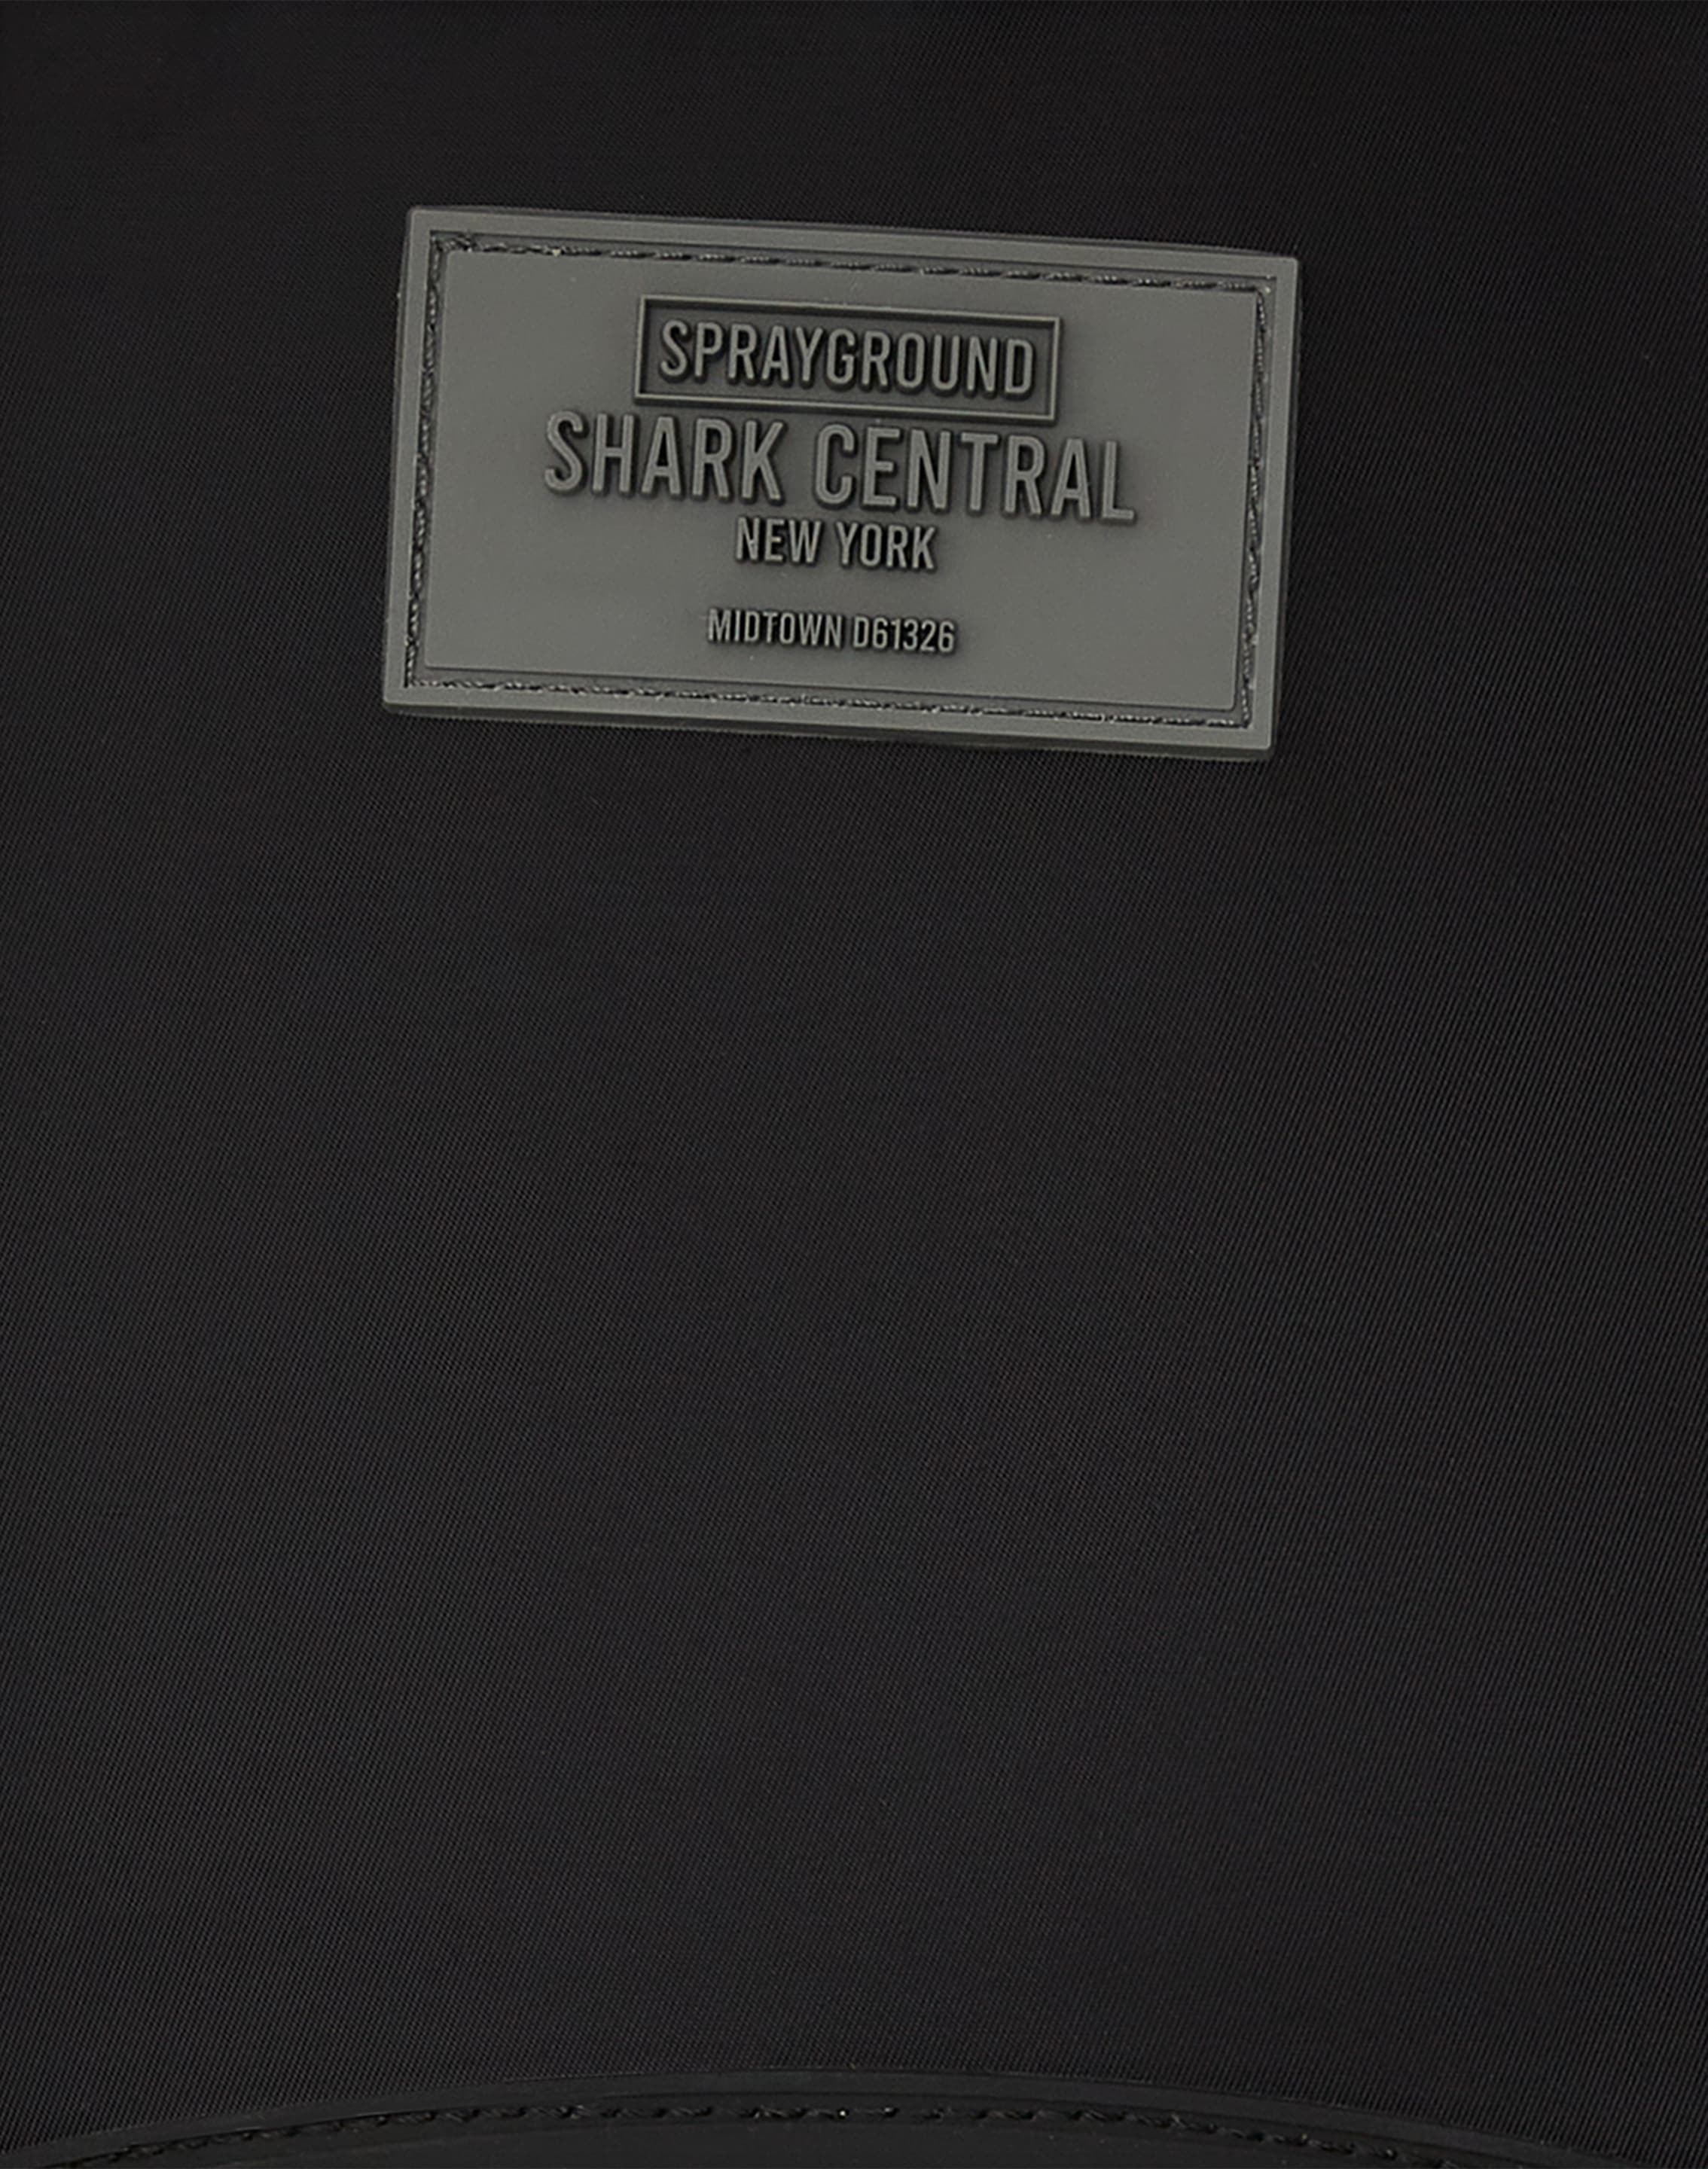 SPRAYGROUND
SHARK CENTRAL
NEW YORK
MIDTOWN D61326